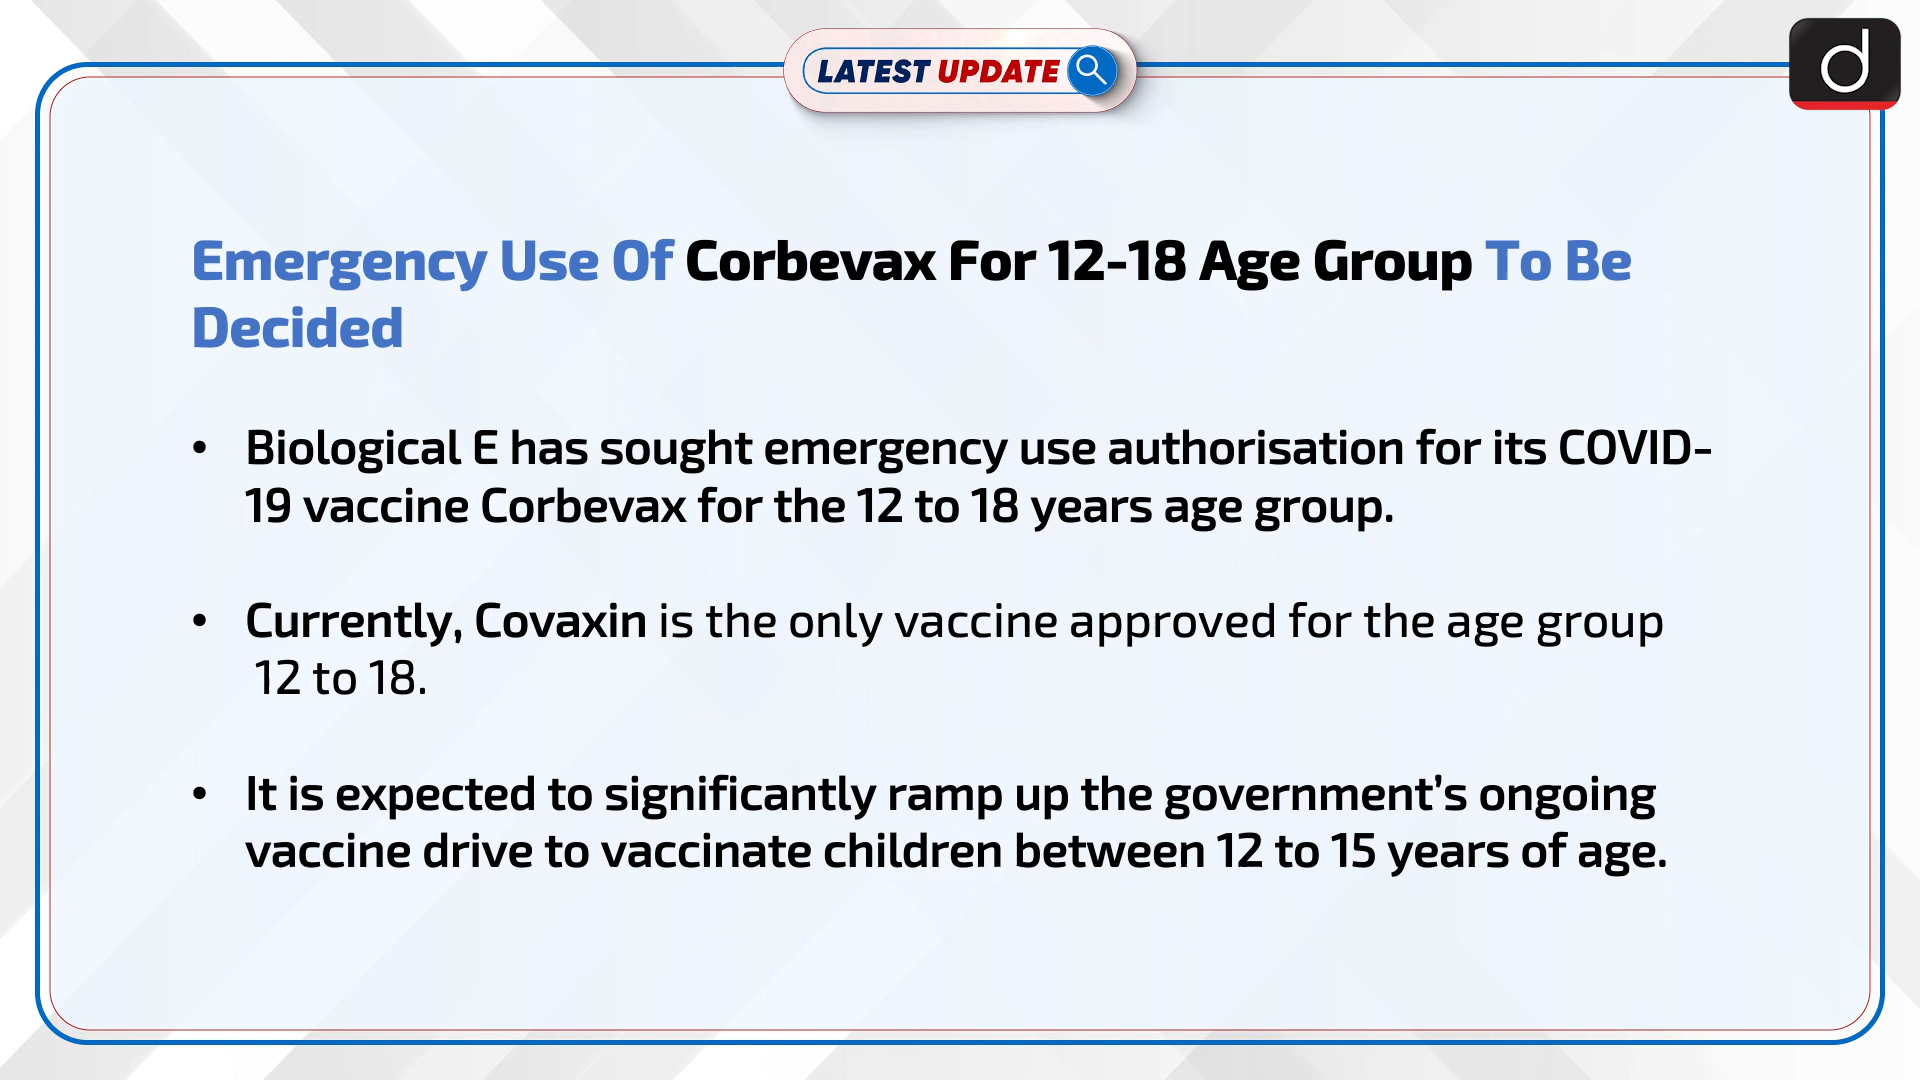 LATEST UPDATE
d
Emergency Use Of Corbevax For 12-18 Age Group To Be
Decided
• Biological E has sought emergency use authorisation for its COVID-
19 vaccine Corbevax for the 12 to 18 years age group.
• Currently, Covaxin is the only vaccine approved for the age group
12 to 18.
• It is expected to significantly ramp up the government’s ongoing
vaccine drive to vaccinate children between 12 to 15 years of age.